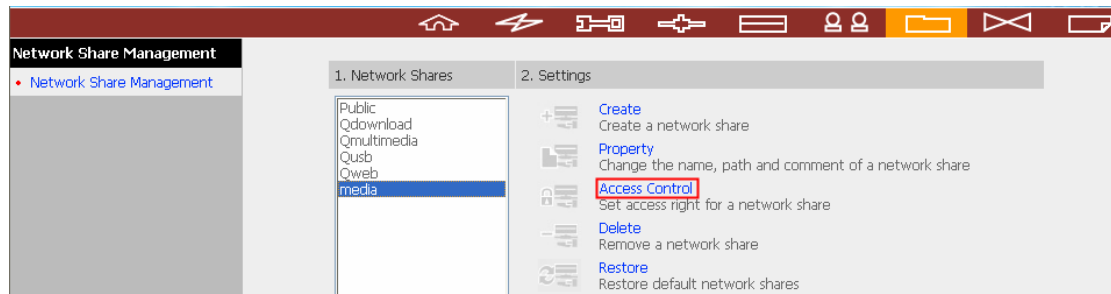 Network Share Management
Network Share Management
1. Network Shares
2. Settings
Public
Qdownload
Qmultimedia
Qusb
Qweb
media
Create
Create a network share
Property
Change the name, path and comment of a network share
Access Control
Set access right for a network share
Delete
Remove a network share
Restore
Restore default network shares